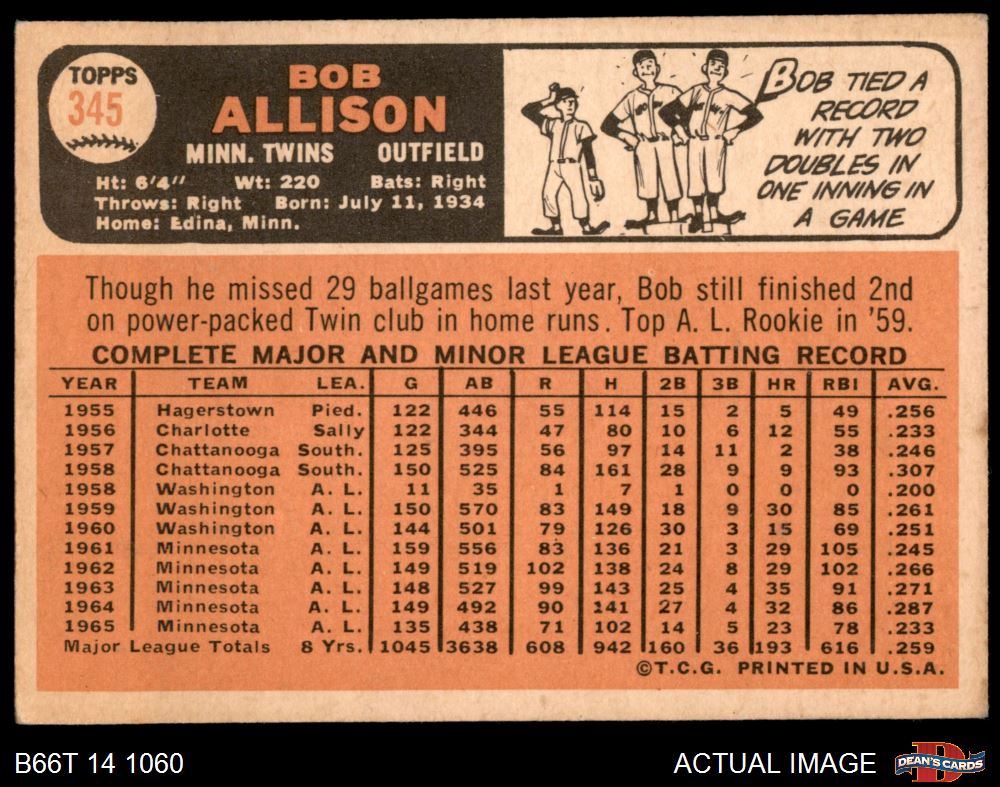 TOPPS
345
BOB
ALLISON
MINN. TWINS OUTFIELD
Ht: 6'4" Wt: 220 Bats: Right
Throws: Right Born: July 11, 1934
Home: Edina, Minn.
BOB TIED A
RECORD
WITH TWO
DOUBLES IN
ONE INNING IN
A GAME
Though he missed 29 ballgames last year, Bob still finished 2nd
on power-packed Twin club in home runs. Top A. L. Rookie in '59.
COMPLETE MAJOR AND MINOR LEAGUE BATTING RECORD
YEAR TEAM LEA. G AB R H 2B 3B HR RBI AVG.
1955 Hagerstown Pied. 122 446 55 114 15 2 5 49 .256
1956 Charlotte Sally 122 344 47 80 10 6 12 55 .233
1957 Chattanooga South. 125 395 56 97 14 11 2 38 .246
1958 Chattanooga South. 150 525 84 161 28 9 9 93 .307
1958 Washington A. L. 11 35 1 7 1 0 0 0 .200
1959 Washington A. L. 150 570 83 149 18 9 30 85 .261
1960 Washington A. L. 144 501 79 126 30 3 15 69 .251
1961 Minnesota A. L. 159 556 83 136 21 3 29 105 .245
1962 Minnesota A. L. 149 519 102 138 24 8 29 102 .266
1963 Minnesota A. L. 148 527 99 143 25 4 35 91 .271
1964 Minnesota A. L. 149 492 90 141 27 4 32 86 .287
1965 Minnesota A. L. 135 438 71 102 14 5 23 78 .233
Major League Totals 8 Yrs. 1045 3638 608 942 160 36 193 616 .259
©T.C.G. PRINTED IN U.S.A.
B66T 14 1060
ACTUAL IMAGE
D
DEAN'S CARDS